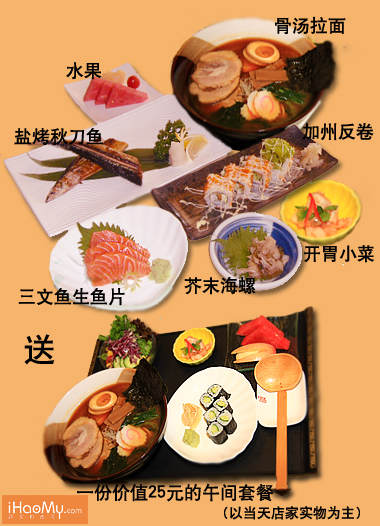 骨汤拉面
水果
盐烤秋刀鱼
加州反卷
开胃小菜
芥末海螺
三文鱼生鱼片
送
一份价值25元的午间套餐
（以当天店家实物为主）
iHaoMy.com